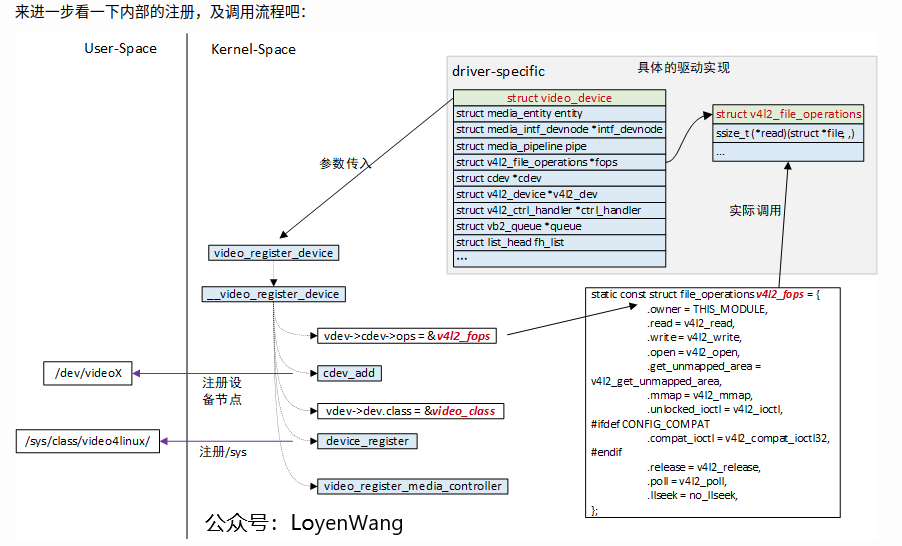 来进一步看一下内部的注册，及调用流程吧：
User-Space
Kernel-Space
driver-specific
具体的驱动实现
struct video_device
struct media_entity entity
struct media_intf_devnode *intf_devnode
struct media_pipeline pipe
struct v4l2_file_operations *fops
struct cdev *cdev
struct v4l2_device *v4l2_dev
struct v4l2_ctrl_handler *ctrl_handler
struct vb2_queue *queue
struct list_head fh_list
...
struct v4l2_file_operations
ssize_t (*read)(struct *file, ,)
...
参数传入
实际调用
video_register_device
__video_register_device
vdev->cdev->ops = &v4l2_fops
/dev/videoX
注册设
备节点
cdev_add
vdev->dev.class = &video_class
/sys/class/video4linux/
注册/sys
device_register
video_register_media_controller
static const struct file_operations v4l2_fops = {
.owner = THIS_MODULE,
.read = v4l2_read,
.write = v4l2_write,
.open = v4l2_open,
.get_unmapped_area =
v4l2_get_unmapped_area,
.mmap = v4l2_mmap,
.unlocked_ioctl = v4l2_ioctl,
#ifdef CONFIG_COMPAT
.compat_ioctl = v4l2_compat_ioctl32,
#endif
.release = v4l2_release,
.poll = v4l2_poll,
.llseek = no_llseek,
};
公众号：LoyenWang